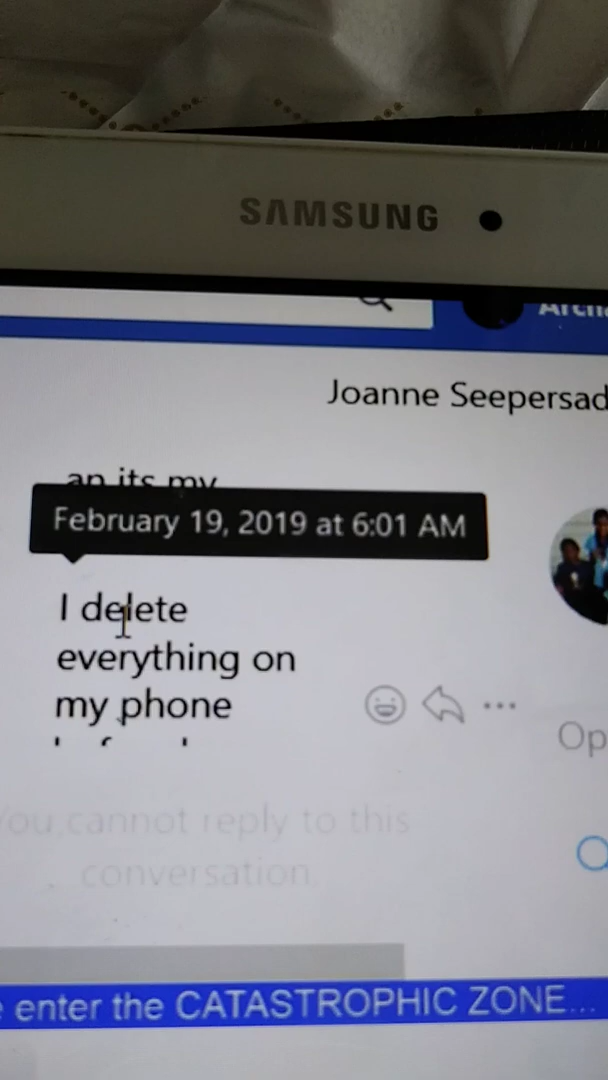 SAMSUNG
Joanne Seepersad
an its my
February 19, 2019 at 6:01 AM
I delete
everything on
my phone
Op
You cannot reply to this
conversation.
enter the CATASTROPHIC ZONE...